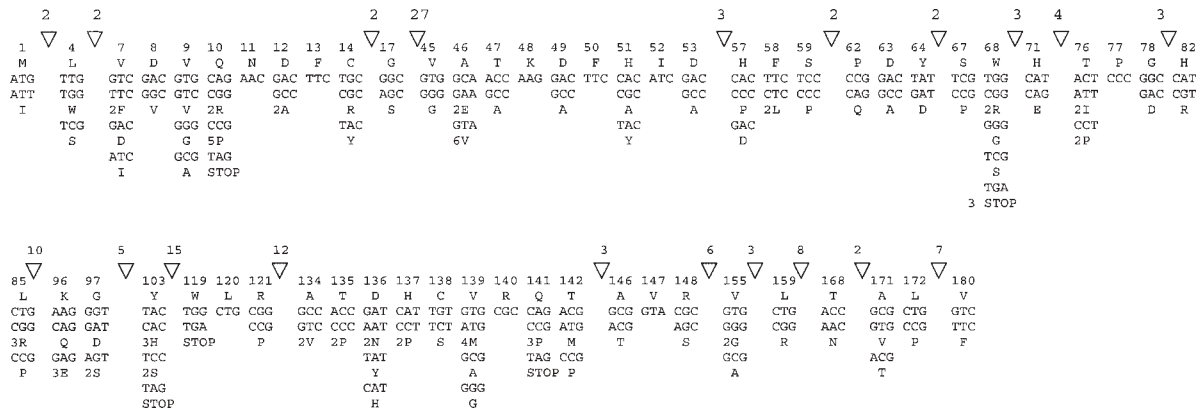 2 2 2 27 3 2 2 3 4 3
1 4 7 8 9 10 11 12 13 14 17 45 46 47 48 49 50 51 52 53 57 58 59 62 63 64 67 68 71 76 77 78 82
M L V D V Q N D F C G V A T K D F H I D H F S P D Y S W H T P G H
ATG TTG GTC GAC GTG CAG AAC GAC TTC TGC GGC GTG GCA ACC AAG GAC TTC CAC ATC GAC CAC TTC TCC CCG GAC TAT TCG TGG CAT ACT CCC GGC CAT
ATT TGG TTC GGC GTC CGG GCC CGC AGC GGG GAA GCC GCC CGC GCC CCC CTC CCC CAG GCC GAT CCG CGG CAG ATT GAC CGT
I W 2F V V 2R 2A R S G 2E A A A A P 2L P Q A D P 2R E 2I D R
TCG GAC GGG CCG TAC GTA TAC GAC GGG CCT
S D G 5P Y 6V Y D G 2P
ATC GCG TAG TCG
I A STOP S
TGA
3 STOP
10 5 15 12 3 6 3 8 2 7
85 96 97 103 119 120 121 134 135 136 137 138 139 140 141 142 146 147 148 155 159 168 171 172 180
L K G Y W L R A T D H C V R Q T A V R V L T A L V
CTG AAG GGT TAC TGG CTG CGG GCC ACC GAT CAT TGT GTG CGC CAG ACG GCG GTA CGC GTG CTG ACC GCG CTG GTC
CGG CAG GAT CAC TGA CCG GTC CCC AAT CCT TCT ATG CCG ATG ACG AGC GGG CGG AAC GTG CCG TTC
3R Q D 3H STOP P 2V 2P 2N 2P S 4M 3P M T S 2G R N V P F
CCG GAG AGT TCC TAT GCG TAG CCG GCG ACG
P 3E 2S 2S Y A STOP P A T
TAG CAT GGG
STOP H G